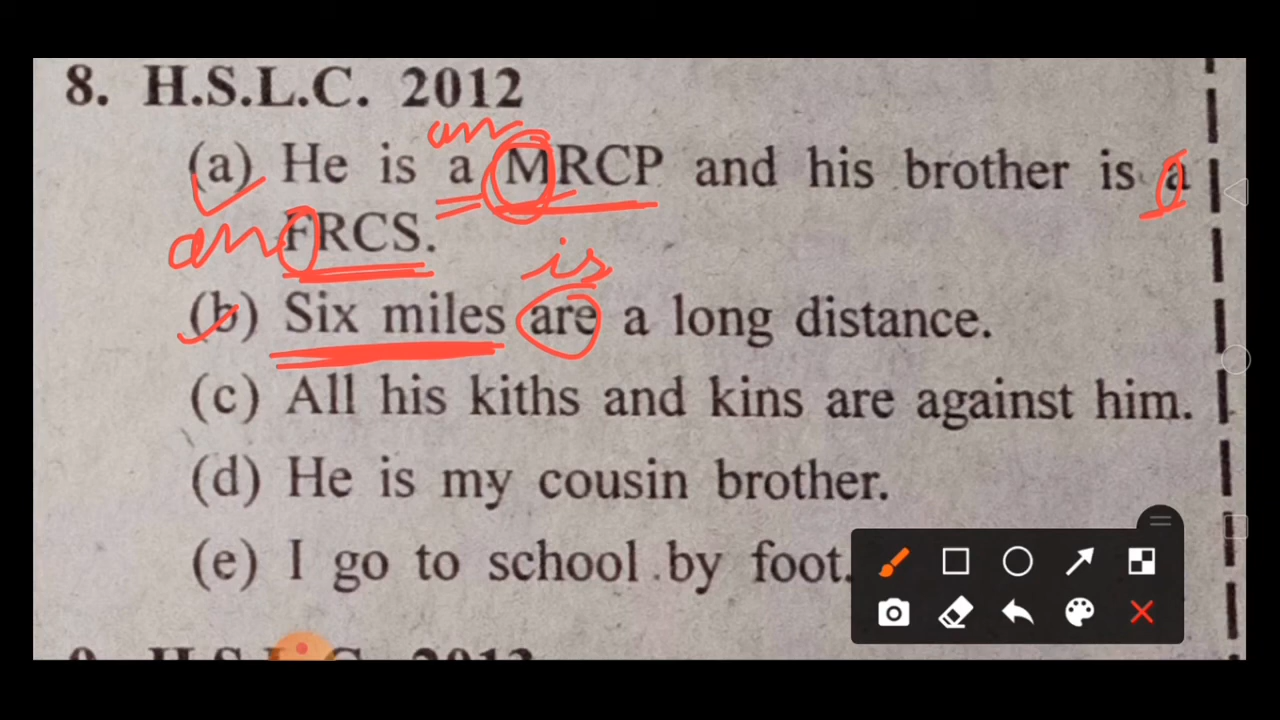 8. H.S.L.C. 2012
an
(a) He is a MRCP and his brother is a
an FRCS.
is
(b) Six miles are a long distance.
(c) All his kiths and kins are against him.
(d) He is my cousin brother.
(e) I go to school by foot.